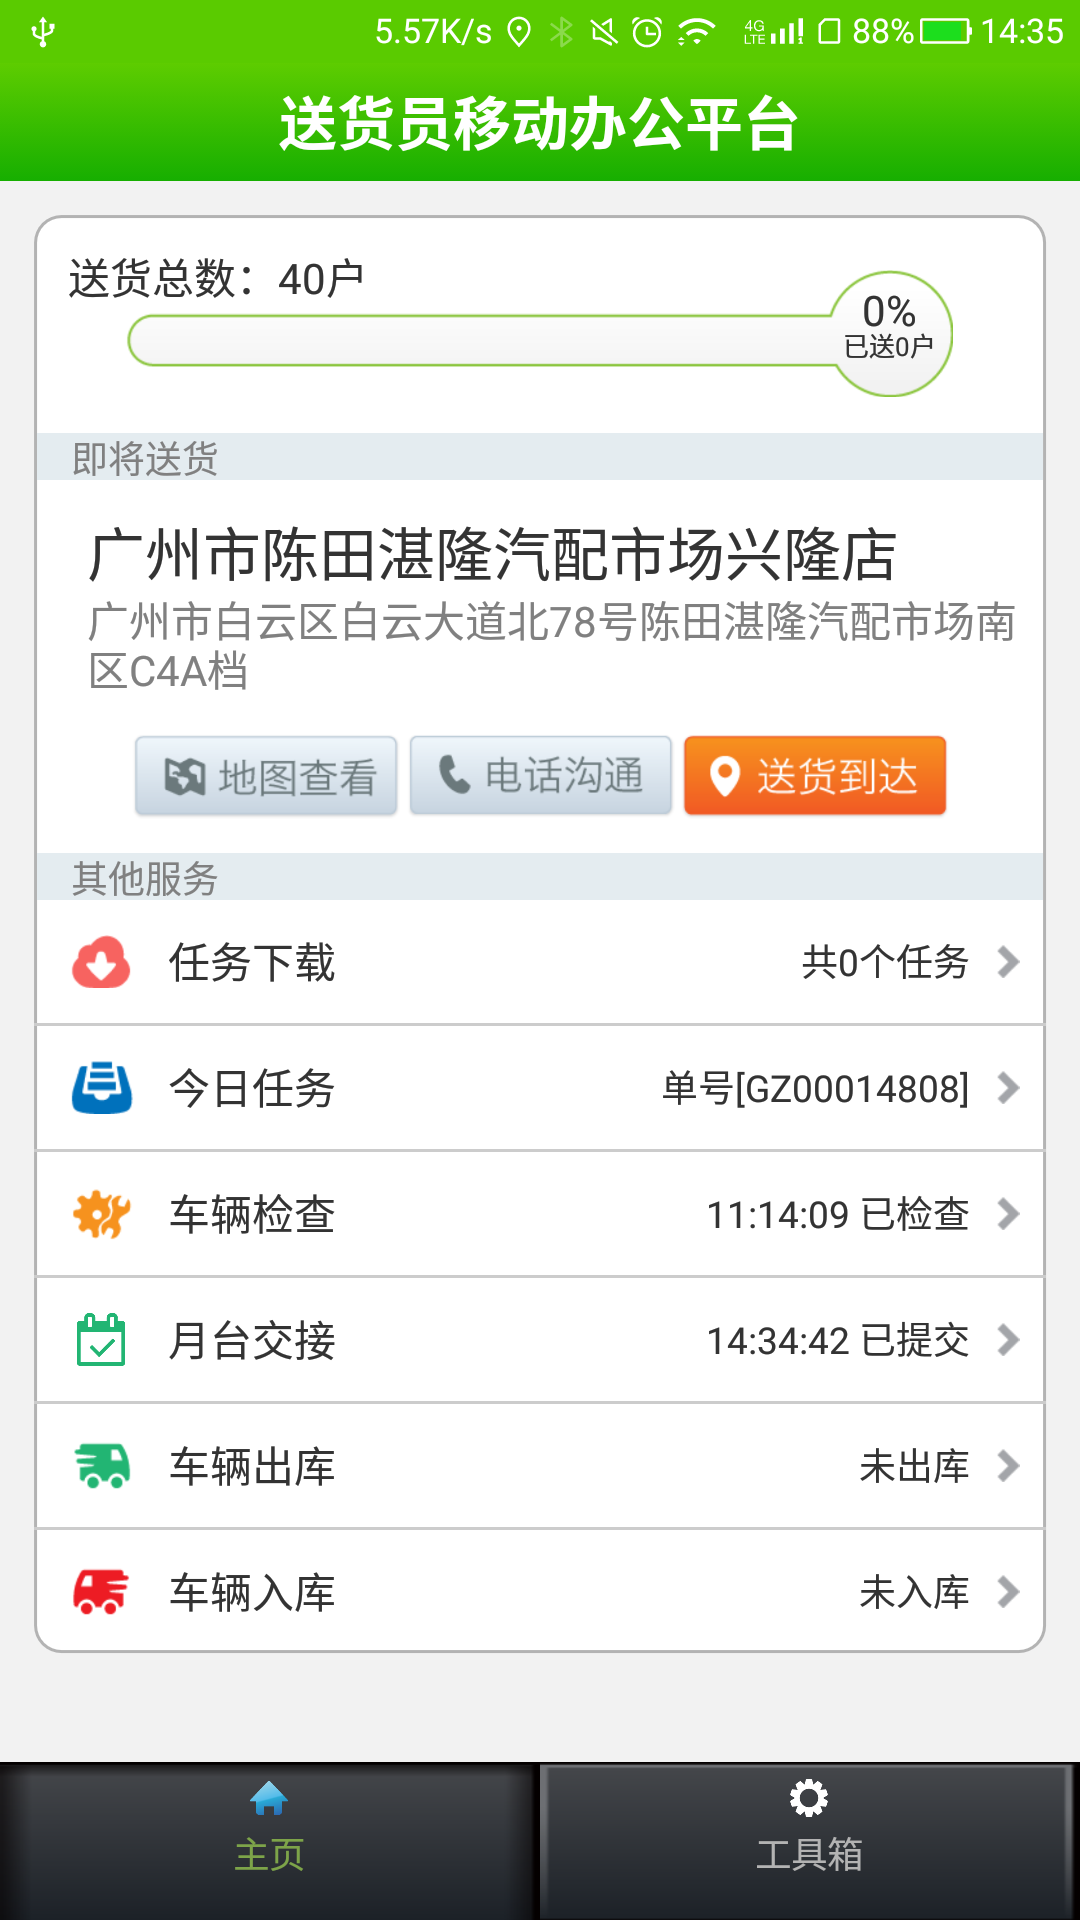 5.57K/s 4G LTE 88% 14:35
送货员移动办公平台
送货总数：40户
0%
已送0户
即将送货
广州市陈田湛隆汽配市场兴隆店
广州市白云区白云大道北78号陈田湛隆汽配市场南
区C4A档
地图查看 电话沟通 送货到达
其他服务
任务下载 共0个任务
今日任务 单号[GZ00014808]
车辆检查 11:14:09 已检查
月台交接 14:34:42 已提交
车辆出库 未出库
车辆入库 未入库
主页 工具箱